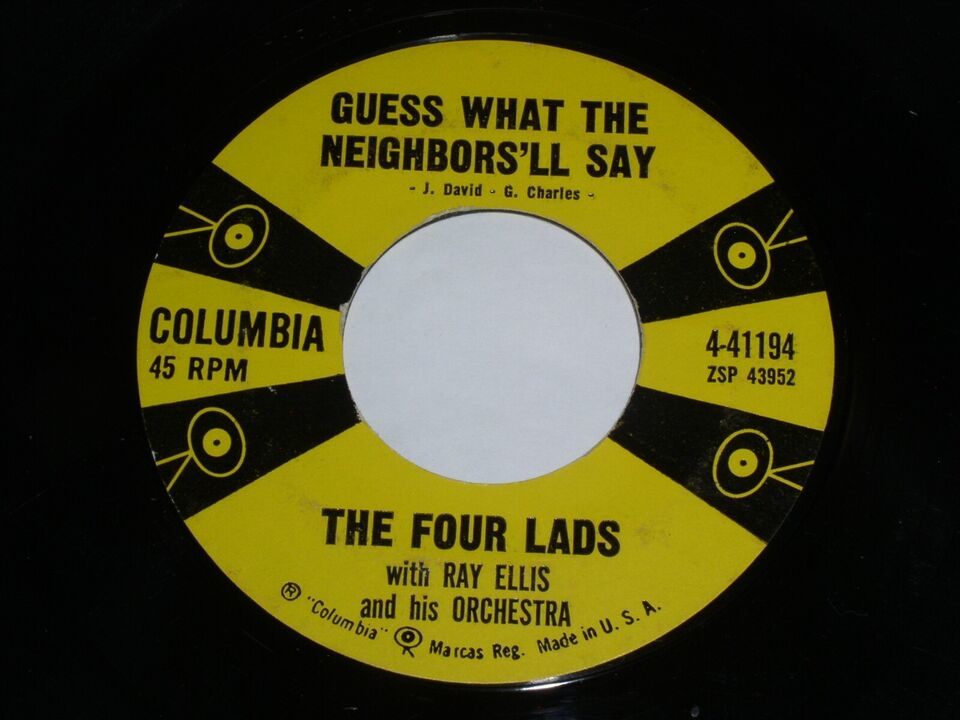 GUESS WHAT THE
NEIGHBORS'LL SAY
- J. David - G. Charles -
COLUMBIA
45 RPM
4-41194
ZSP 43952
THE FOUR LADS
with RAY ELLIS
and his ORCHESTRA
® "Columbia" Marcas Reg. Made in U. S. A.